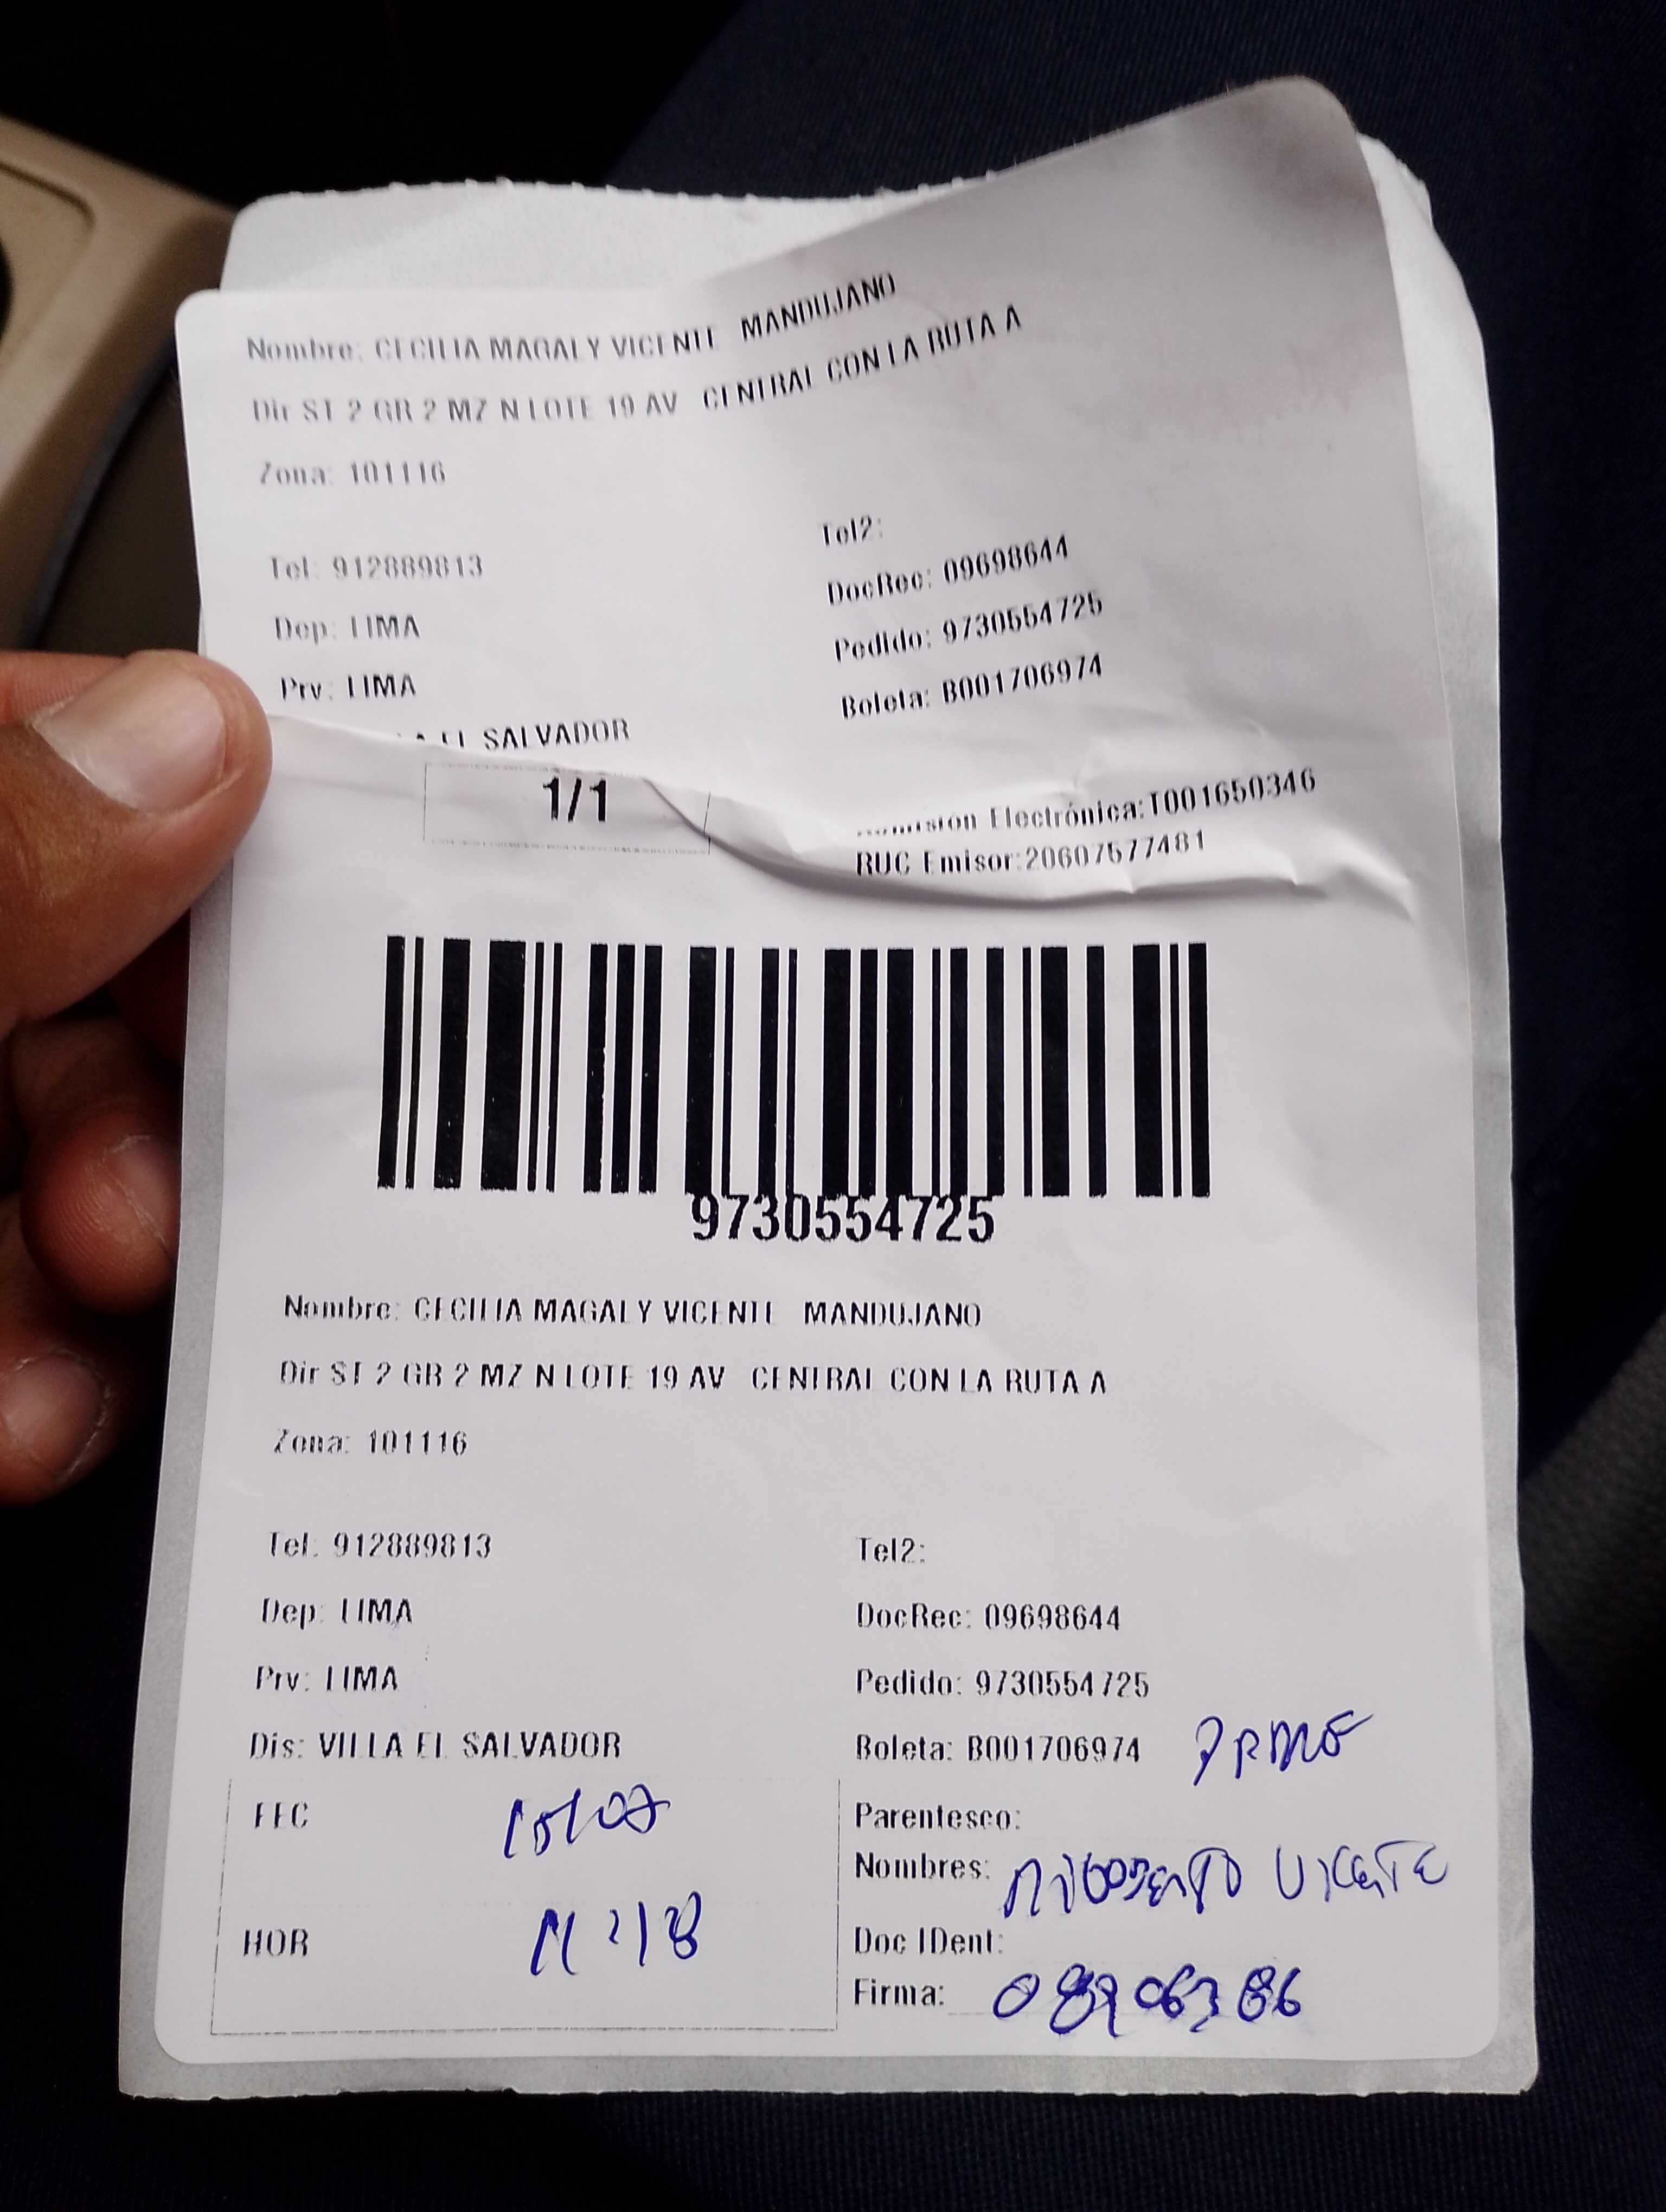 Nombre: CECILIA MAGALY VICENTE MANDUJANO
Dir ST 2 GR 2 MZ N LOTE 19 AV CENTRAL CON LA RUTA A
Zona: 101116
Tel: 912889813 Tel2:
Dep: LIMA DocRec: 09698644
Prv: LIMA Pedido: 9730554725
EL SALVADOR Boleta: B001706974
1/1 Electrónica:T001650346
RUC Emisor:20607577481
9730554725
Nombre: CECILIA MAGALY VICENTE MANDUJANO
Dir ST 2 GR 2 MZ N LOTE 19 AV CENTRAL CON LA RUTA A
Zona: 101116
Tel: 912889813 Tel2:
Dep: LIMA DocRec: 09698644
Prv: LIMA Pedido: 9730554725
Dis: VILLA EL SALVADOR Boleta: B001706974
FEC Parentesco:
Nombres: VICENTE
HOR Doc IDent:
Firma: